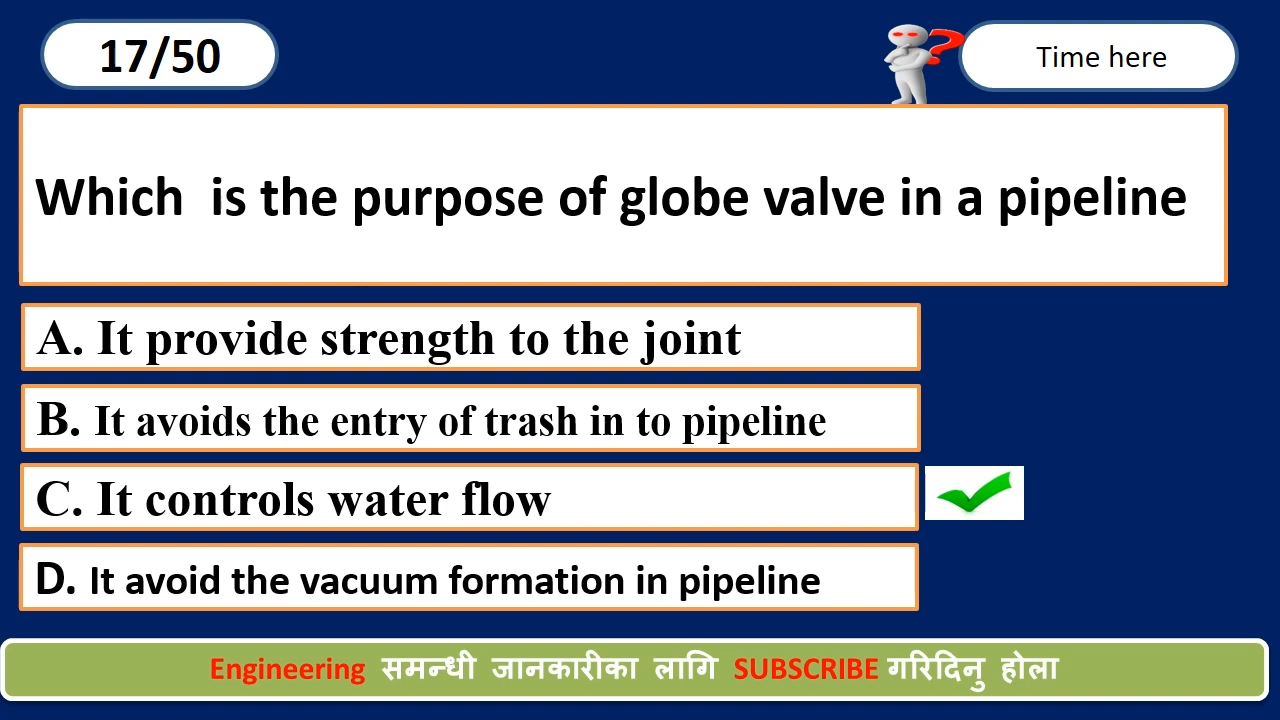 17/50
Time here
Which is the purpose of globe valve in a pipeline
A. It provide strength to the joint
B. It avoids the entry of trash in to pipeline
C. It controls water flow
D. It avoid the vacuum formation in pipeline
Engineering समन्धी जानकारीका लागि SUBSCRIBE गरिदिनु होला